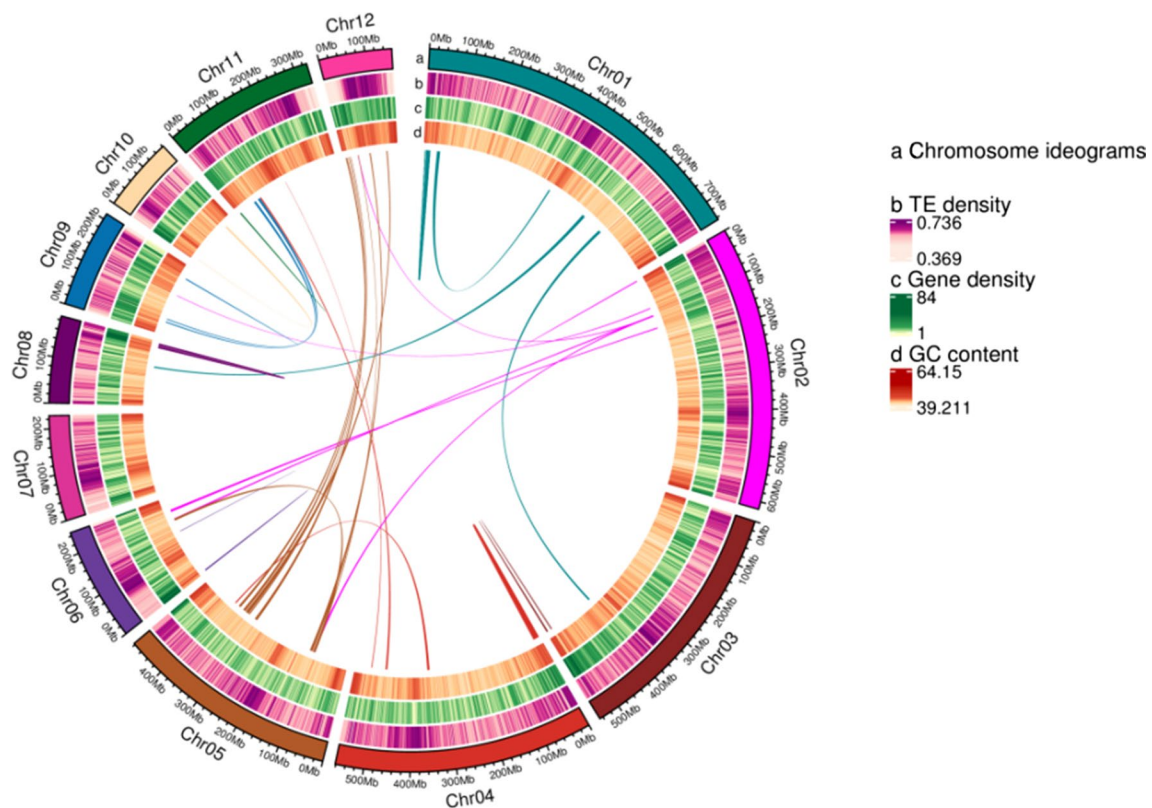 Chr12
0Mb 100Mb
a
b
c
d
0Mb 100Mb 200Mb 300Mb 400Mb 500Mb 600Mb 700Mb
Chr01
0Mb 100Mb 200Mb 300Mb 400Mb 500Mb 600Mb
Chr02
0Mb 100Mb 200Mb 300Mb 400Mb 500Mb
Chr03
0Mb 100Mb 200Mb 300Mb 400Mb 500Mb
Chr04
0Mb 100Mb 200Mb 300Mb 400Mb
Chr05
0Mb 100Mb 200Mb
Chr06
0Mb 100Mb 200Mb
Chr07
0Mb 100Mb
Chr08
0Mb 100Mb 200Mb
Chr09
0Mb 100Mb
Chr10
0Mb 100Mb 200Mb 300Mb
Chr11
a Chromosome ideograms
b TE density
0.736
0.369
c Gene density
84
1
d GC content
64.15
39.211